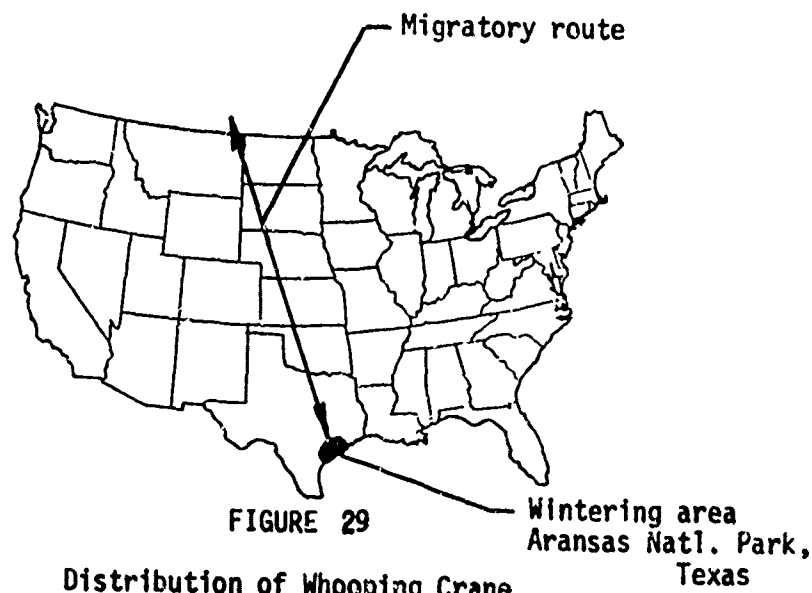 Migratory route
FIGURE 29
Wintering area
Aransas Natl. Park,
Texas
Distribution of Whooping Crane